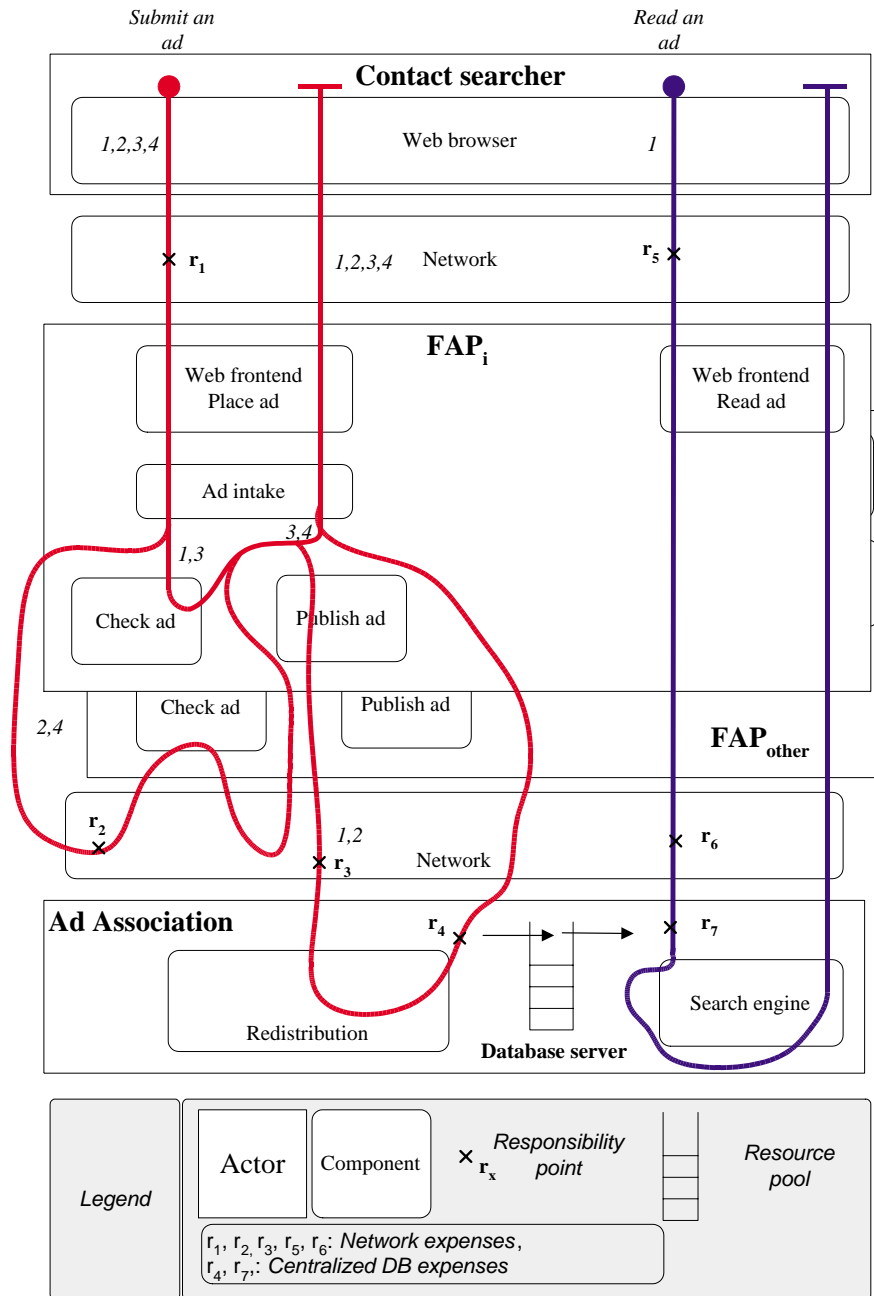 Submit an
ad
Read an
ad
Contact searcher
1,2,3,4
Web browser
1
r1
1,2,3,4
Network
r5
FAPi
Web frontend
Place ad
Web frontend
Read ad
Ad intake
3,4
1,3
Check ad
Publish ad
2,4
Check ad
Publish ad
FAPother
r2
1,2
r3
Network
r6
Ad Association
r4
r7
Redistribution
Database server
Search engine
Legend
Actor
Component
rx
Responsibility
point
Resource
pool
r1, r2, r3, r5, r6: Network expenses,
r4, r7,: Centralized DB expenses